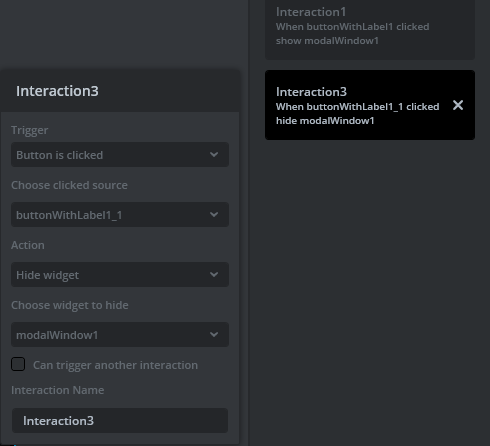 Interaction1
When buttonWithLabel1 clicked
show modalWindow1
Interaction3
When buttonWithLabel1_1 clicked
hide modalWindow1
Interaction3
Trigger
Button is clicked
Choose clicked source
buttonWithLabel1_1
Action
Hide widget
Choose widget to hide
modalWindow1
Can trigger another interaction
Interaction Name
Interaction3